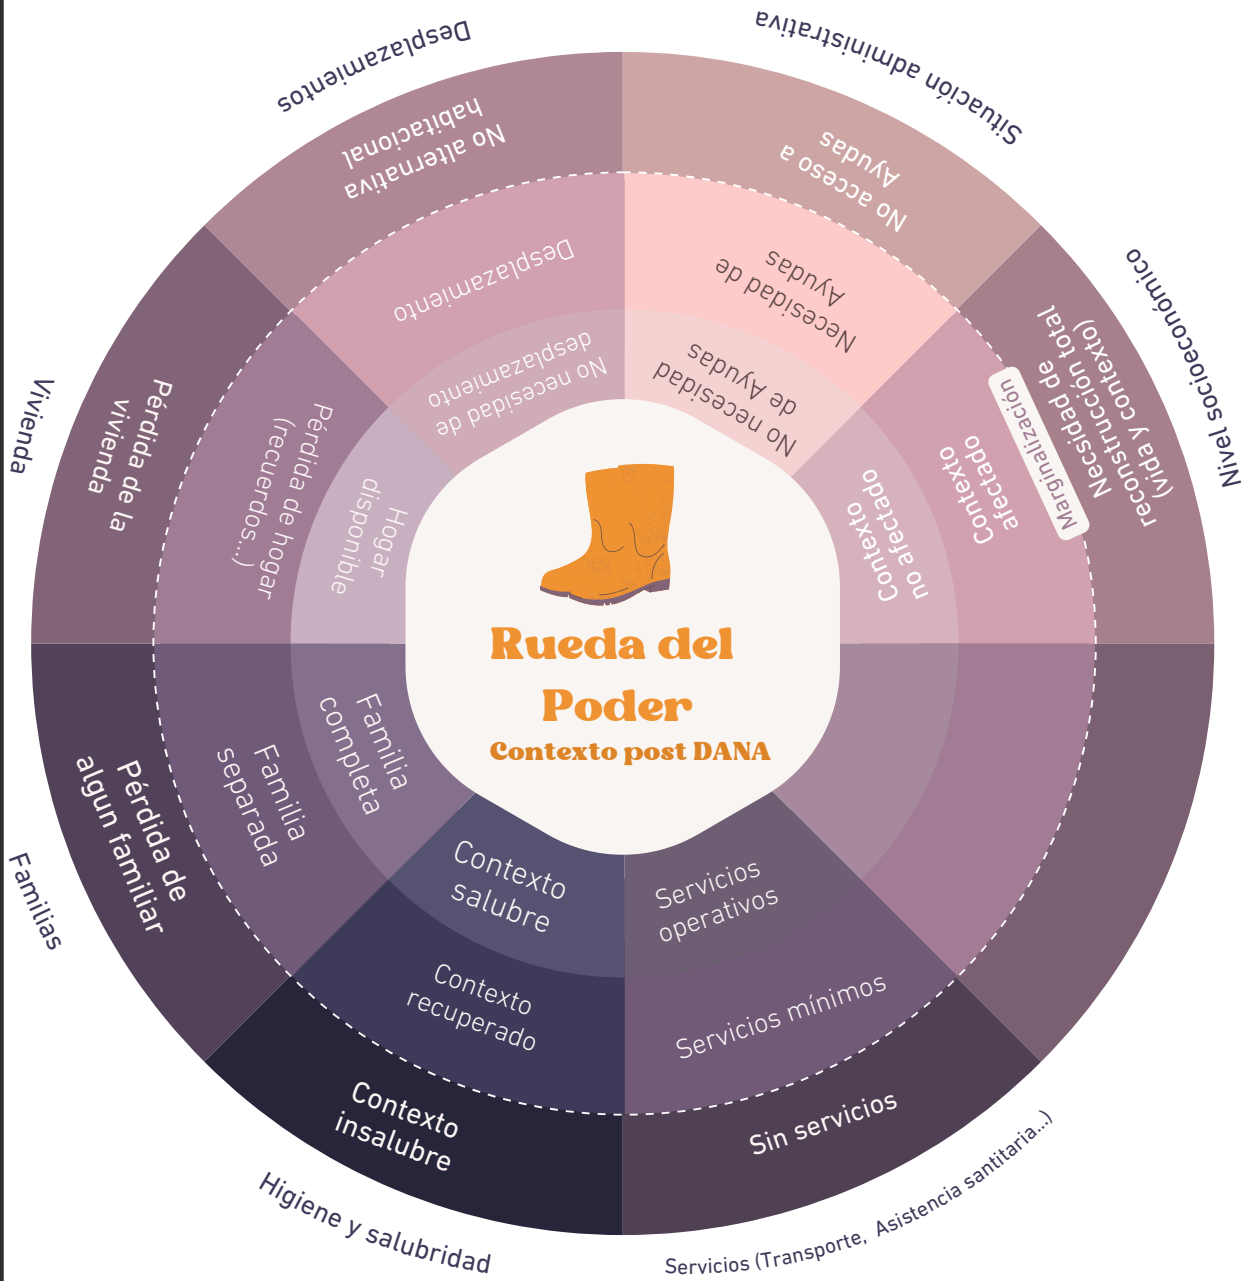 Rueda del
Poder
Contexto post DANA
Situación administrativa
No acceso a
Ayudas
Necesidad de
Ayudas
No necesidad
de Ayudas
Nivel socioeconómico
Necsidad de
reconstrucción total
(vida y contexto)
Marginalización
Contexto
afectado
Contexto
no afectado
Servicios (Transporte, Asistencia santitaria...)
Sin servicios
Servicios mínimos
Servicios
operativos
Higiene y salubridad
Contexto
insalubre
Contexto
recuperado
Contexto
salubre
Familias
Pérdida de
algun familiar
Familia
separada
Familia
completa
Vivienda
Pérdida de la
vivienda
Pérdida de hogar
(recuerdos...)
Hogar
disponible
Desplazamientos
No alternativa
habitacional
Desplazamiento
No necesidad de
desplazamiento